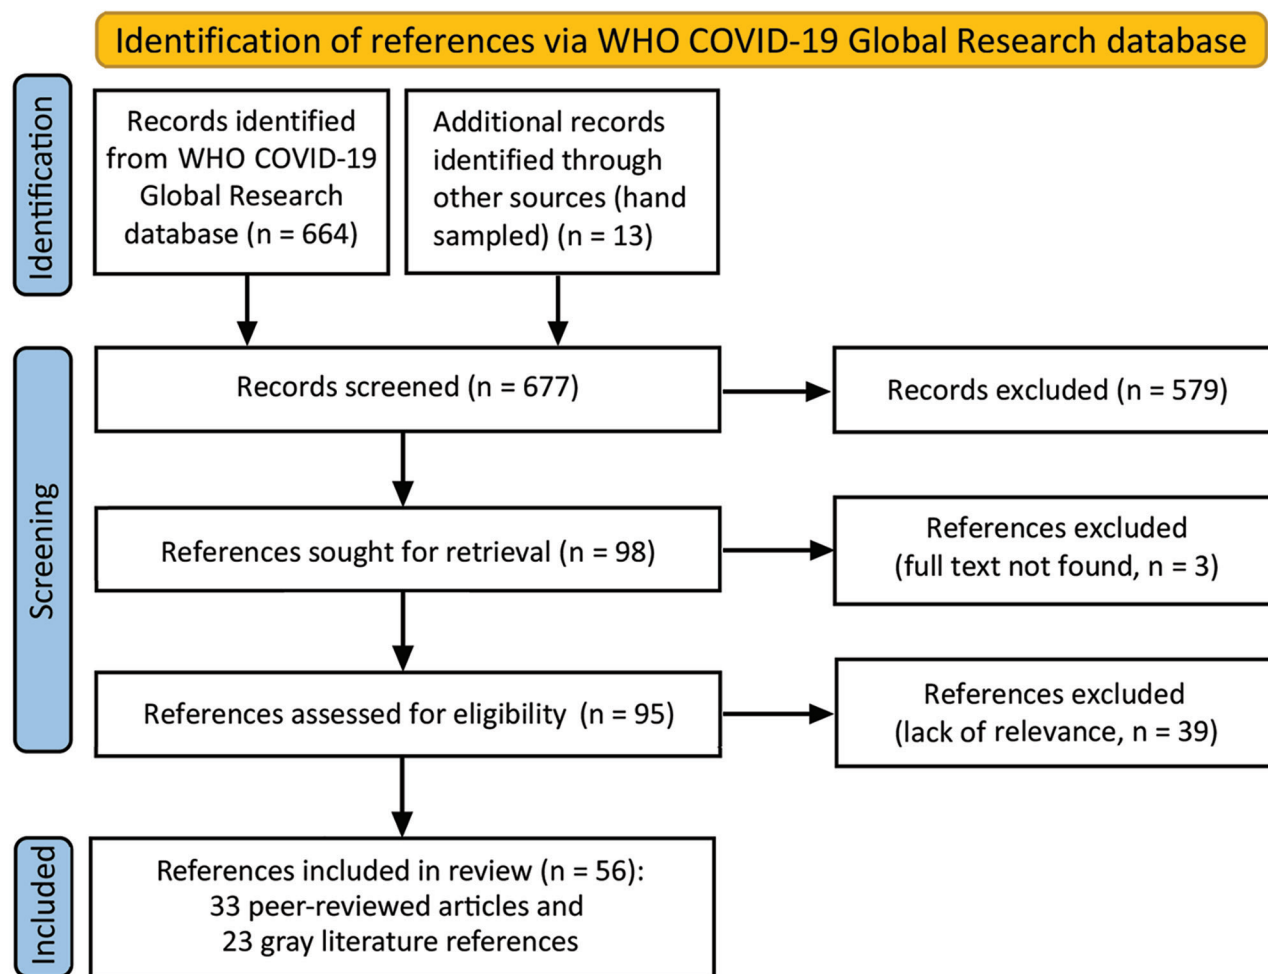 Identification of references via WHO COVID-19 Global Research database
Identification
Records identified
from WHO COVID-19
Global Research
database (n = 664)
Additional records
identified through
other sources (hand
sampled) (n = 13)
Screening
Records screened (n = 677)
Records excluded (n = 579)
References sought for retrieval (n = 98)
References excluded
(full text not found, n = 3)
References assessed for eligibility (n = 95)
References excluded
(lack of relevance, n = 39)
Included
References included in review (n = 56):
33 peer-reviewed articles and
23 gray literature references